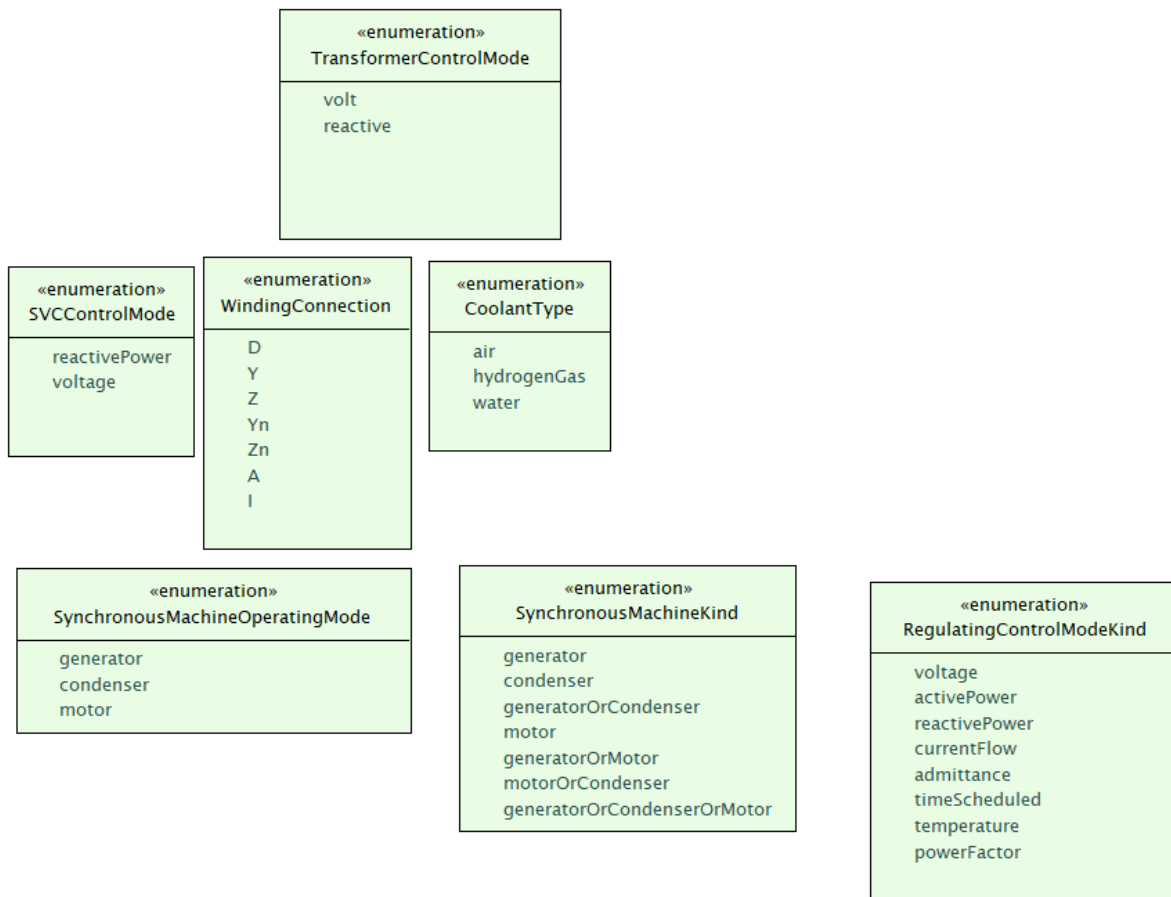 «enumeration»
TransformerControlMode
volt
reactive
«enumeration»
SVCControlMode
reactivePower
voltage
«enumeration»
WindingConnection
D
Y
Z
Yn
Zn
A
I
«enumeration»
CoolantType
air
hydrogenGas
water
«enumeration»
SynchronousMachineOperatingMode
generator
condenser
motor
«enumeration»
SynchronousMachineKind
generator
condenser
generatorOrCondenser
motor
generatorOrMotor
motorOrCondenser
generatorOrCondenserOrMotor
«enumeration»
RegulatingControlModeKind
voltage
activePower
reactivePower
currentFlow
admittance
timeScheduled
temperature
powerFactor